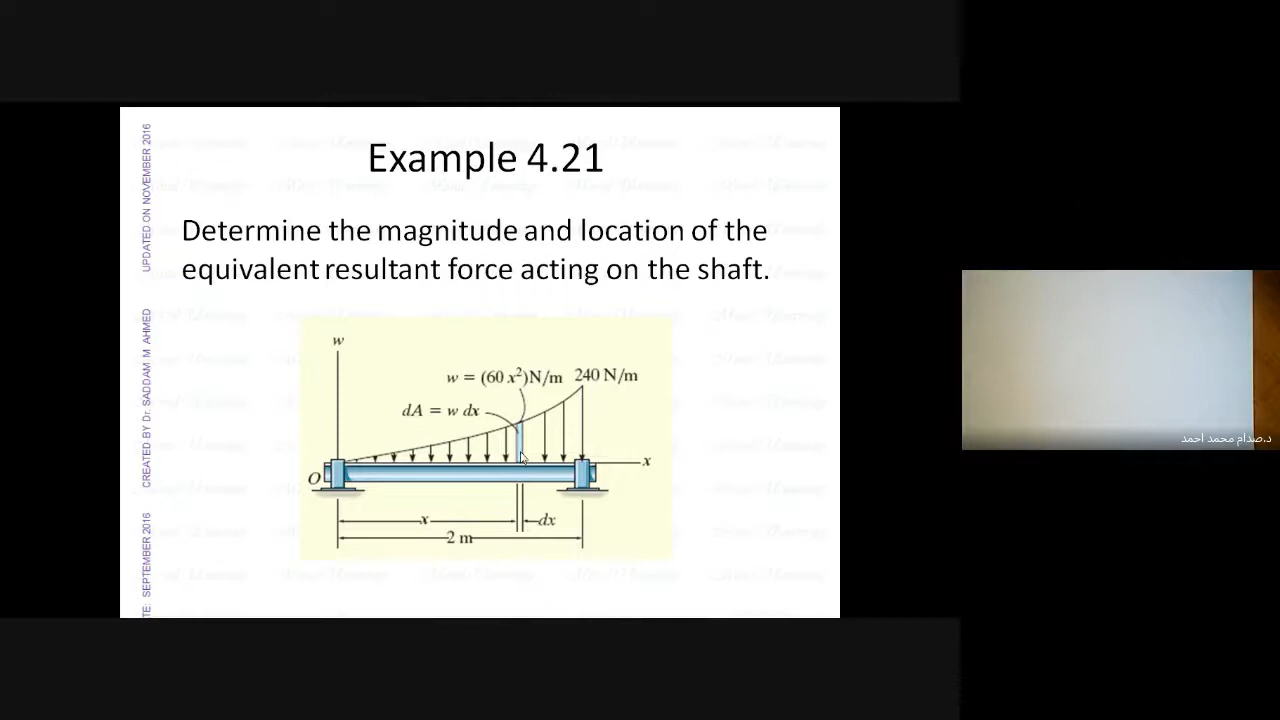 Example 4.21
Determine the magnitude and location of the
equivalent resultant force acting on the shaft.
w
w = (60 x²)N/m 240 N/m
dA = w dx
O
x
x
dx
2 m
UPDATED ON NOVEMBER 2016
CREATED BY Dr. SADDAM M AHMED
TE: SEPTEMBER 2016
د.صدام محمد احمد